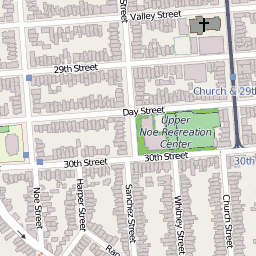 Valley Street
29th Street
Church & 29th
Day Street
Upper
Noe Recreation
Center
30th Street
30th Street
30th
Noe Street
Harper Street
Sanchez Street
Whitney Street
Church Street